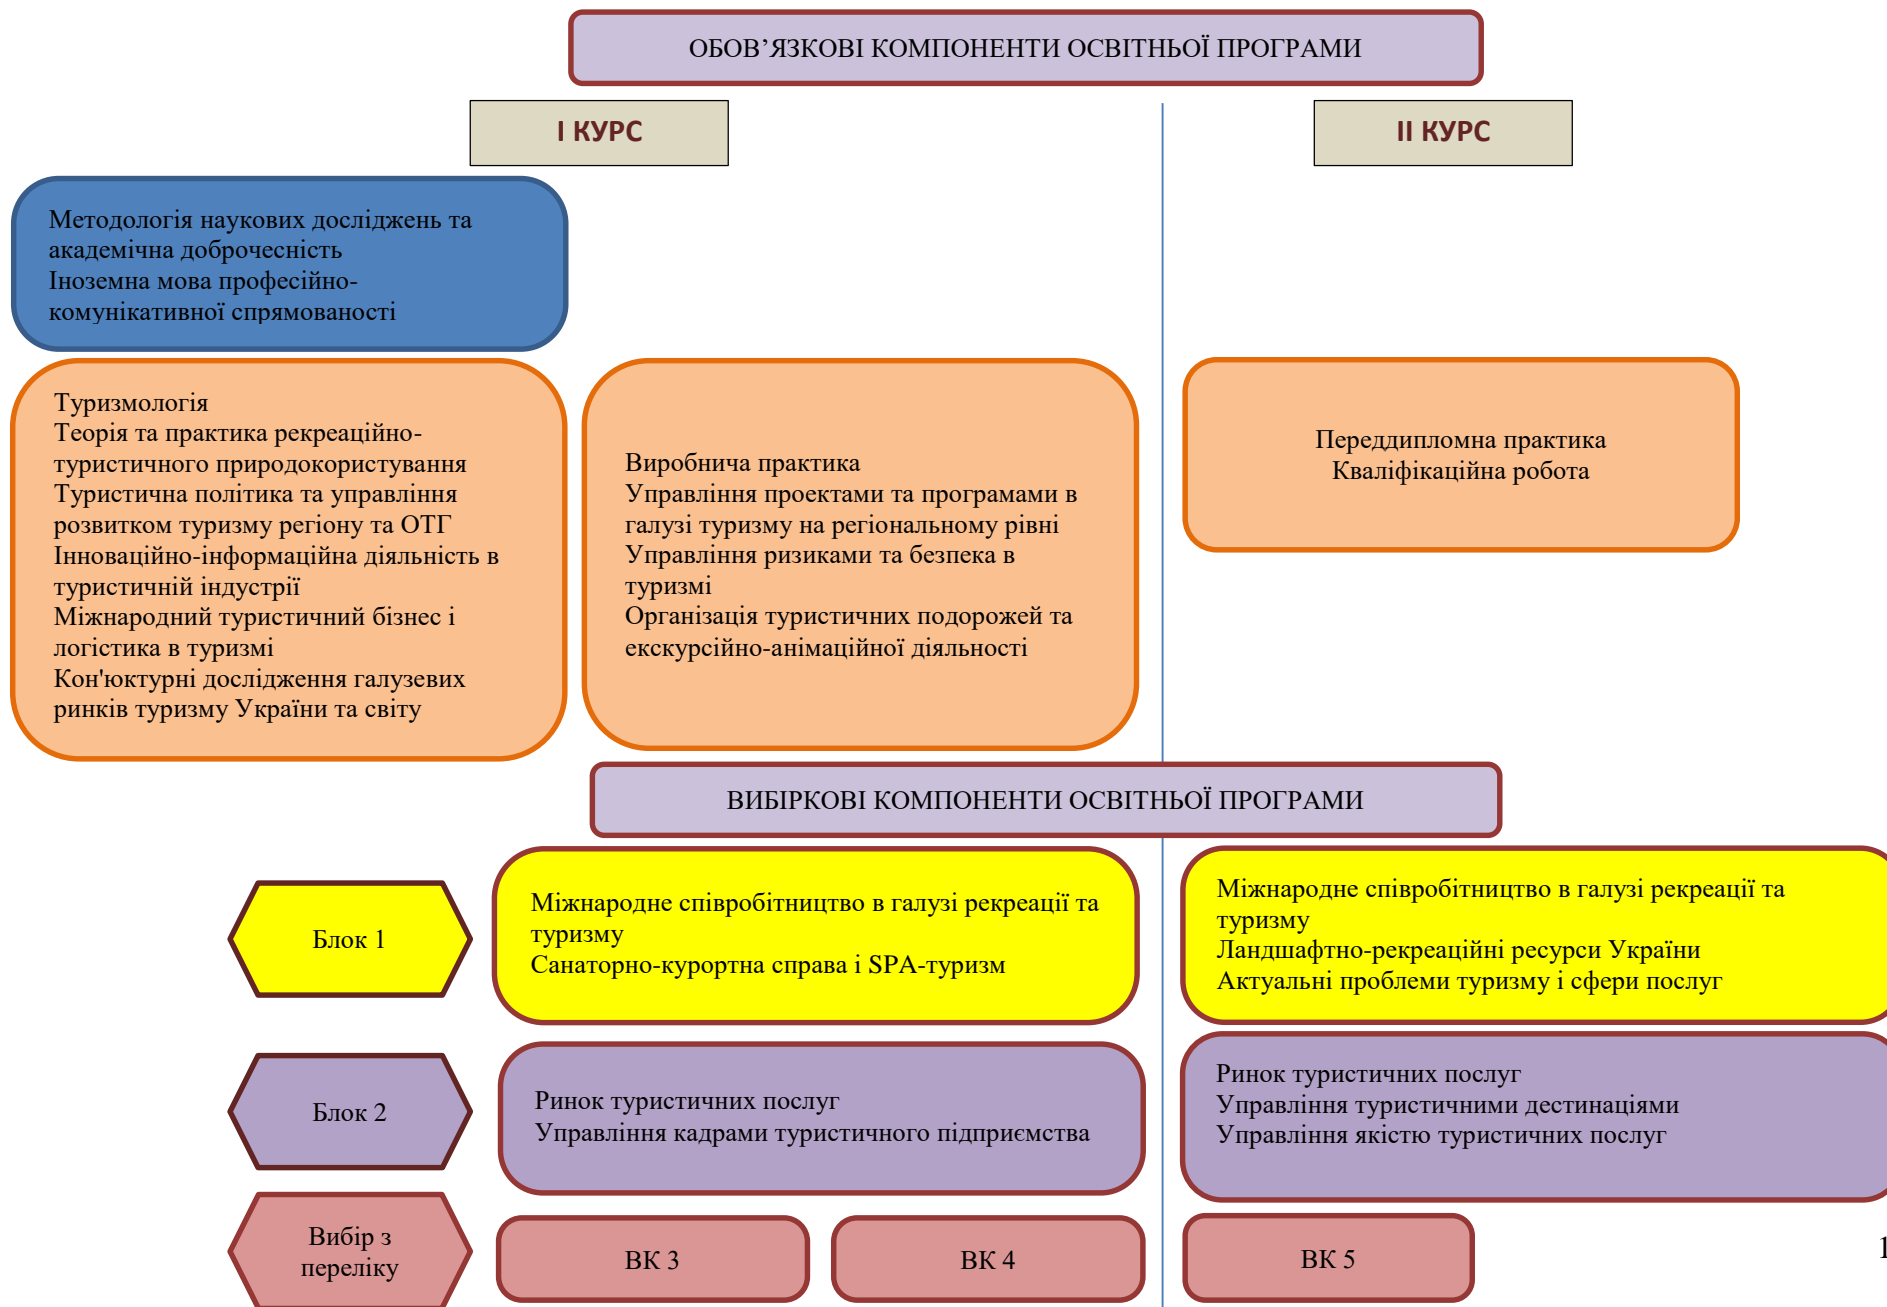 ОБОВ’ЯЗКОВІ КОМПОНЕНТИ ОСВІТНЬОЇ ПРОГРАМИ
І КУРС
ІІ КУРС
Методологія наукових досліджень та
академічна доброчесність
Іноземна мова професійно-
комунікативної спрямованості
Туризмологія
Теорія та практика рекреаційно-
туристичного природокористування
Туристична політика та управління
розвитком туризму регіону та ОТГ
Інноваційно-інформаційна діяльність в
туристичній індустрії
Міжнародний туристичний бізнес і
логістика в туризмі
Кон'юктурні дослідження галузевих
ринків туризму України та світу
Виробнича практика
Управління проектами та програмами в
галузі туризму на регіональному рівні
Управління ризиками та безпека в
туризмі
Організація туристичних подорожей та
екскурсійно-анімаційної діяльності
Переддипломна практика
Кваліфікаційна робота
ВИБІРКОВІ КОМПОНЕНТИ ОСВІТНЬОЇ ПРОГРАМИ
Блок 1
Міжнародне співробітництво в галузі рекреації та
туризму
Санаторно-курортна справа і SPA-туризм
Міжнародне співробітництво в галузі рекреації та
туризму
Ландшафтно-рекреаційні ресурси України
Актуальні проблеми туризму і сфери послуг
Блок 2
Ринок туристичних послуг
Управління кадрами туристичного підприємства
Ринок туристичних послуг
Управління туристичними дестинаціями
Управління якістю туристичних послуг
Вибір з
переліку
ВК 3
ВК 4
ВК 5
1